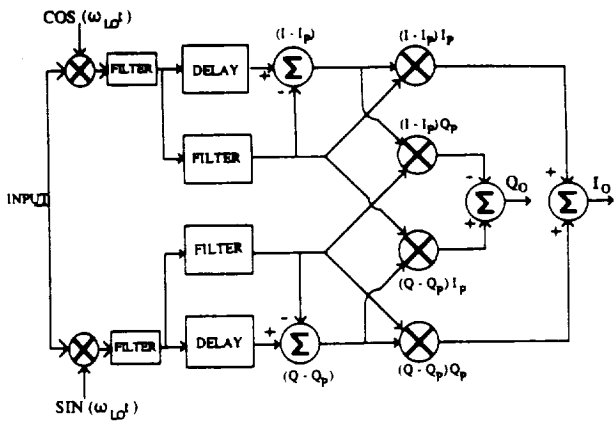 COS (ω_LO t)
(I - I_p)
(I - I_p) I_p
FILTER
DELAY
+
Σ
-
(I - I_p) Q_p
FILTER
INPUT
-
Q_O
+
I_O
Σ
Σ
+
+
FILTER
(Q - Q_p) I_p
-
FILTER
DELAY
+
Σ
SIN (ω_LO t)
(Q - Q_p)
(Q - Q_p) Q_p